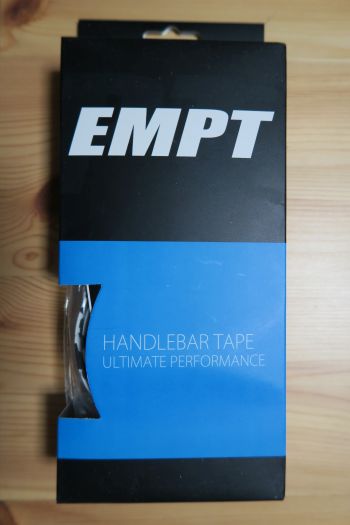 EMPT
HANDLEBAR TAPE
ULTIMATE PERFORMANCE